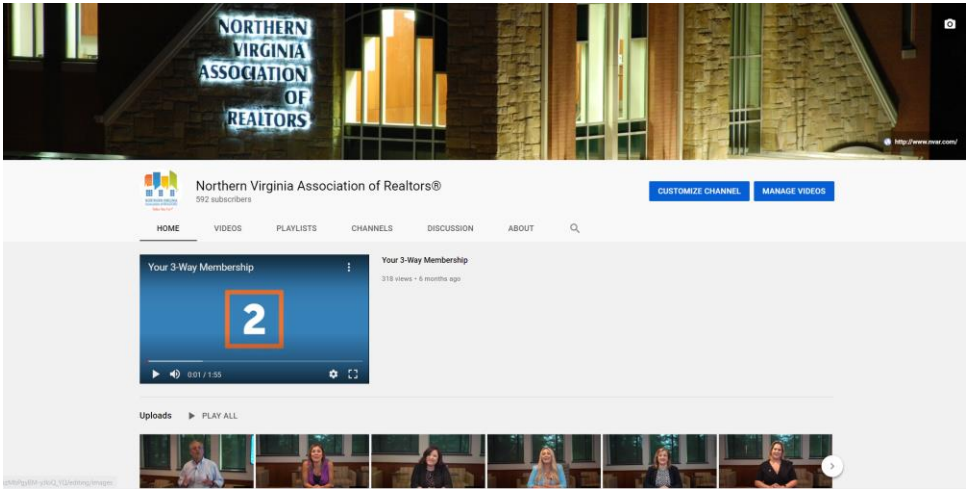 NORTHERN
VIRGINIA
ASSOCIATION
OF
REALTORS
http://www.nvar.com/
Northern Virginia Association of Realtors®
592 subscribers
CUSTOMIZE CHANNEL
MANAGE VIDEOS
HOME VIDEOS PLAYLISTS CHANNELS DISCUSSION ABOUT
Your 3-Way Membership
2
0:01 / 1:55
Your 3-Way Membership
318 views • 6 months ago
Uploads PLAY ALL